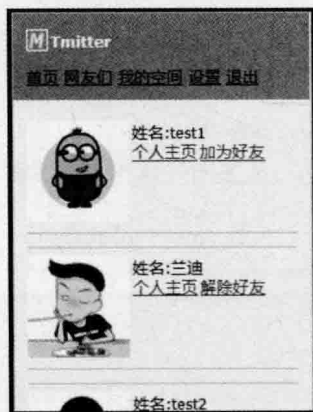 M Tmitter
首页 网友们 我的空间 设置 退出
姓名:test1
个人主页 加为好友
姓名:兰迪
个人主页 解除好友
姓名:test2